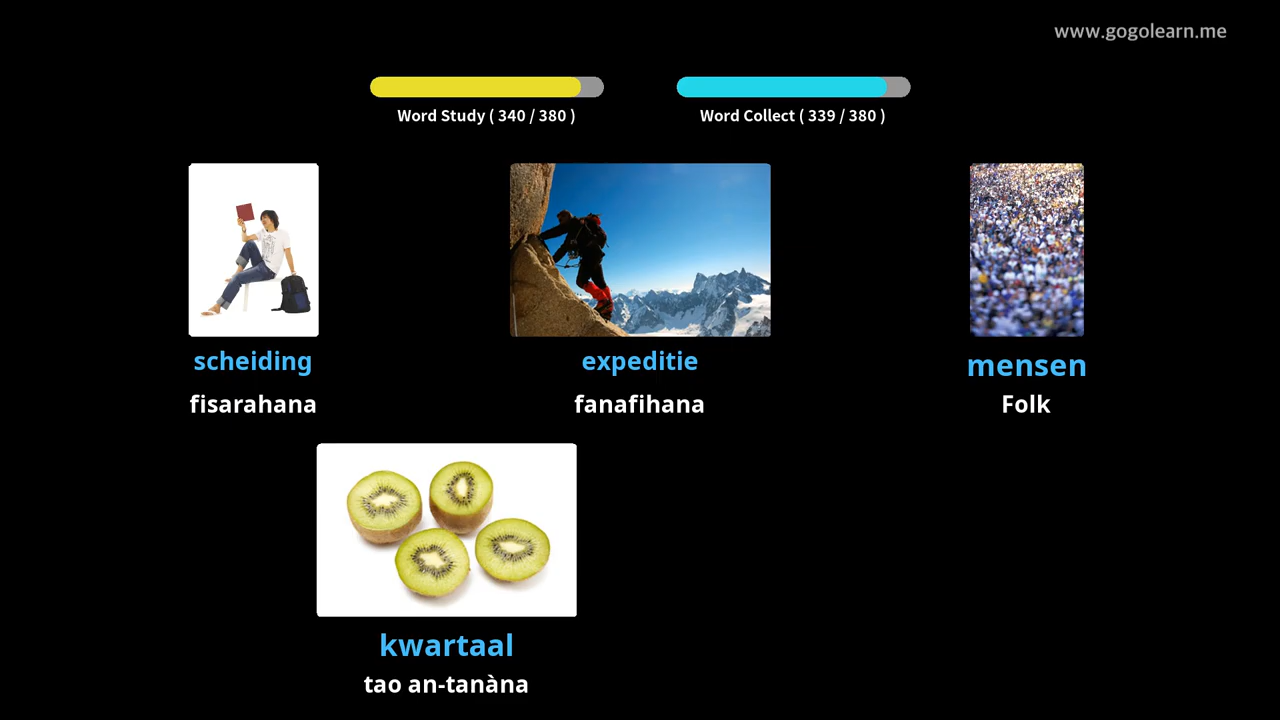 www.gogolearn.me
Word Study ( 340 / 380 )
Word Collect ( 339 / 380 )
scheiding
expeditie
mensen
fisarahana
fanafihana
Folk
kwartaal
tao an-tanàna